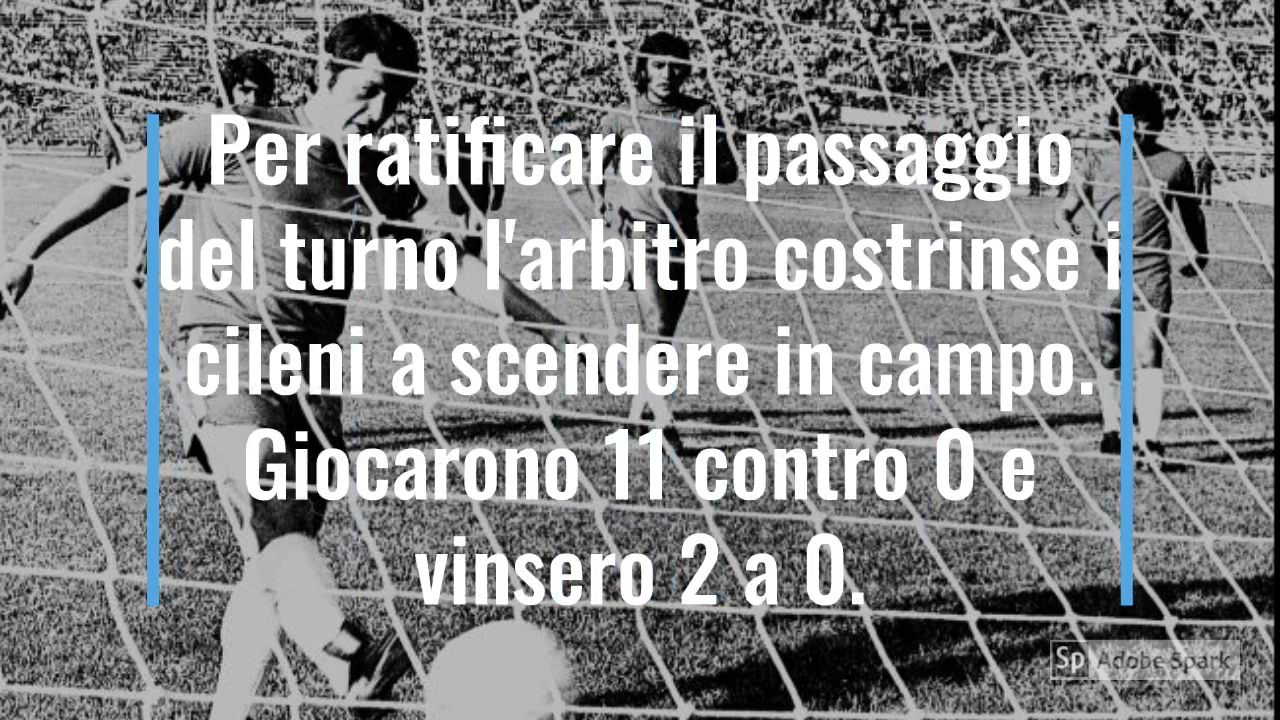 Per ratificare il passaggio
del turno l'arbitro costrinse i
cileni a scendere in campo.
Giocarono 11 contro 0 e
vinsero 2 a 0.
Sp Adobe Spark